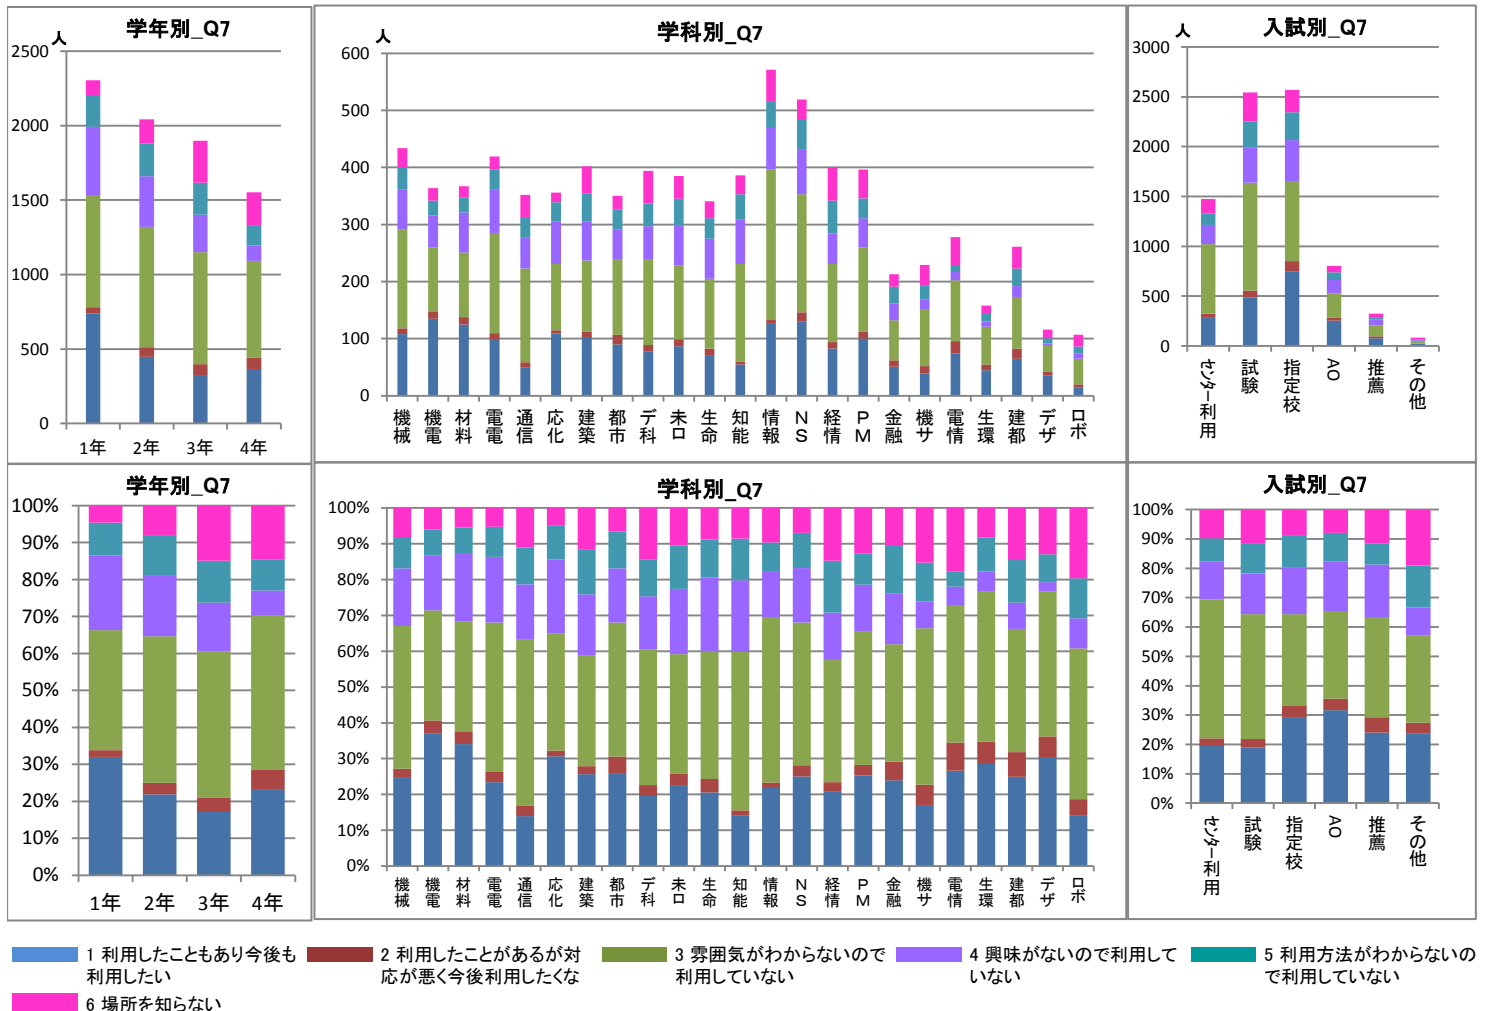 学年別_Q7
人
2500
2000
1500
1000
500
0
1年 2年 3年 4年
学科別_Q7
人
600
500
400
300
200
100
0
機械 機電 材料 電電 通信 応化 建築 都市 デ科 未ロ 生命 知能 情報 NS 経情 PM 金融 機サ 電情 生環 建都 デザ ロボ
入試別_Q7
人
3000
2500
2000
1500
1000
500
0
センター利用 試験 指定校 AO 推薦 その他
学年別_Q7
100%
90%
80%
70%
60%
50%
40%
30%
20%
10%
0%
1年 2年 3年 4年
学科別_Q7
100%
90%
80%
70%
60%
50%
40%
30%
20%
10%
0%
機械 機電 材料 電電 通信 応化 建築 都市 デ科 未ロ 生命 知能 情報 NS 経情 PM 金融 機サ 電情 生環 建都 デザ ロボ
入試別_Q7
100%
90%
80%
70%
60%
50%
40%
30%
20%
10%
0%
センター利用 試験 指定校 AO 推薦 その他
1 利用したこともあり今後も
利用したい
2 利用したことがあるが対
応が悪く今後利用したくな
3 雰囲気がわからないので
利用していない
4 興味がないので利用して
いない
5 利用方法がわからないの
で利用していない
6 場所を知らない